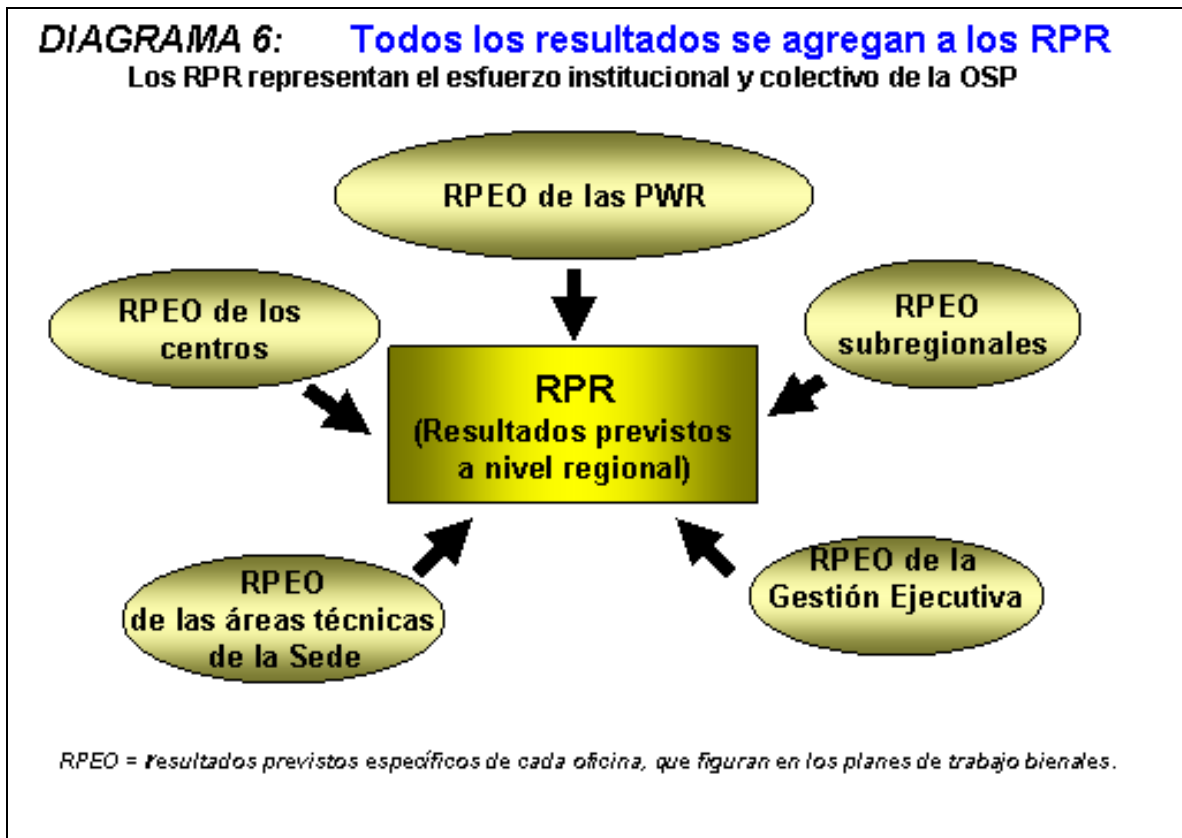 DIAGRAMA 6: Todos los resultados se agregan a los RPR
Los RPR representan el esfuerzo institucional y colectivo de la OSP
RPEO de las PWR
RPEO de los
centros
RPEO
subregionales
RPR
(Resultados previstos
a nivel regional)
RPEO
de las áreas técnicas
de la Sede
RPEO de la
Gestión Ejecutiva
RPEO = resultados previstos específicos de cada oficina, que figuran en los planes de trabajo bienales.